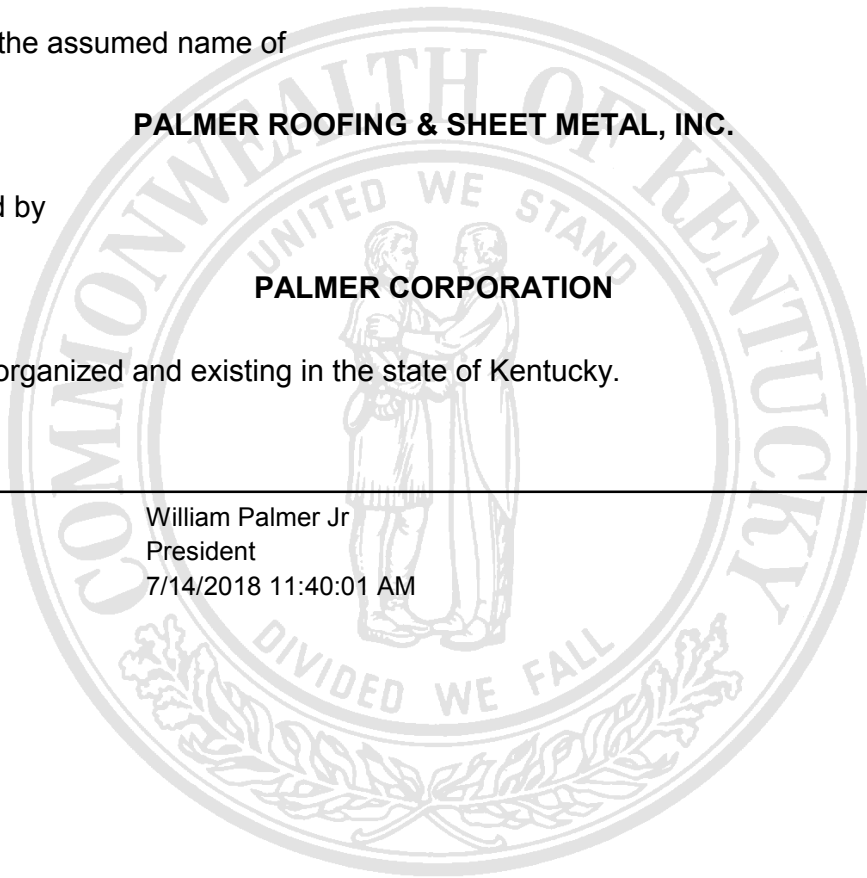 the assumed name of
PALMER ROOFING & SHEET METAL, INC.
d by
PALMER CORPORATION
organized and existing in the state of Kentucky.
William Palmer Jr
President
7/14/2018 11:40:01 AM
COMMONWEALTH OF KENTUCKY
UNITED WE STAND
DIVIDED WE FALL